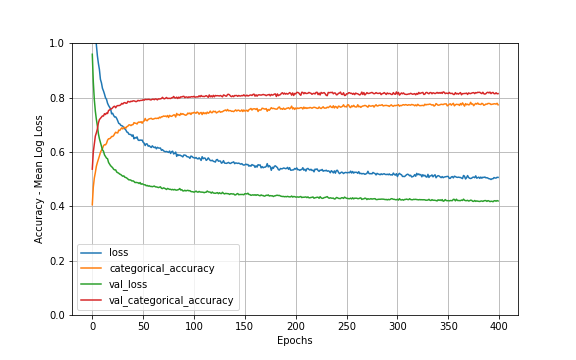 1.0
0.8
0.6
0.4
0.2
0.0
Accuracy - Mean Log Loss
loss
categorical_accuracy
val_loss
val_categorical_accuracy
0 50 100 150 200 250 300 350 400
Epochs